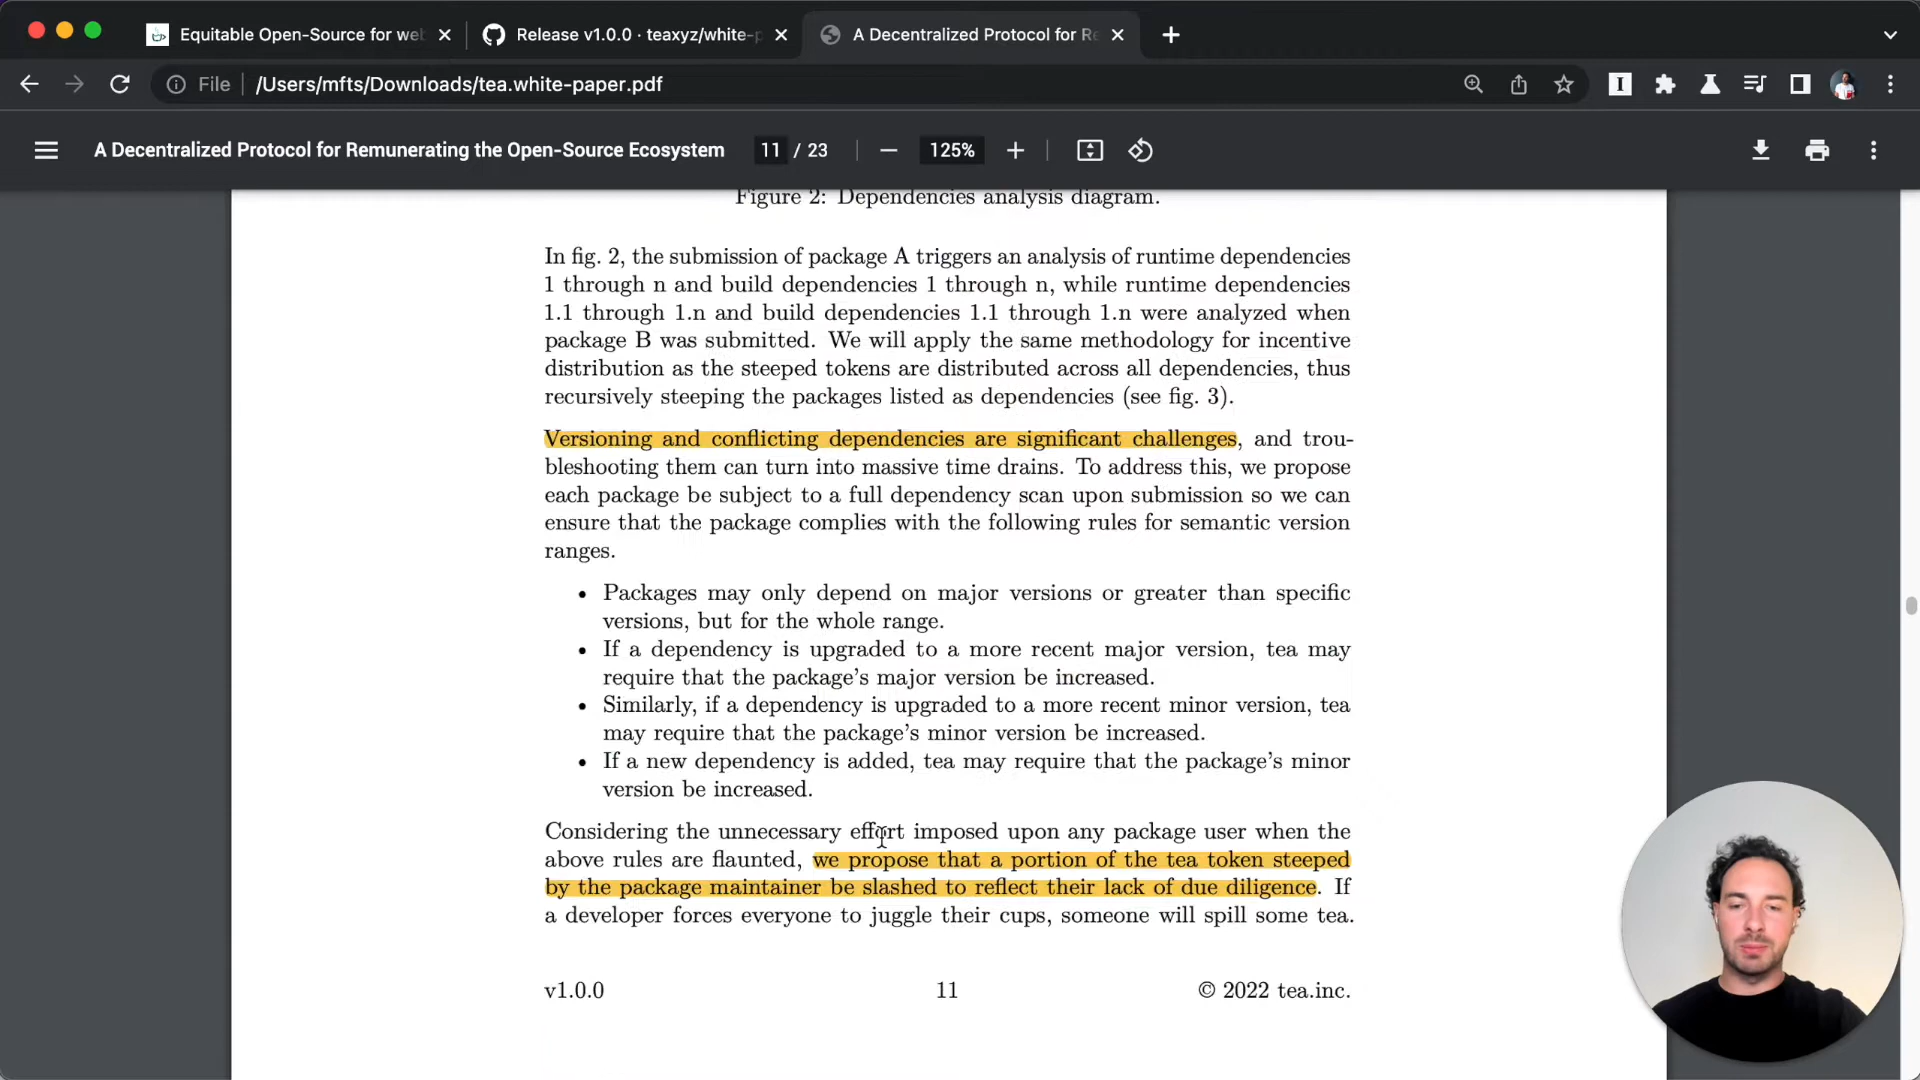 Equitable Open-Source for web
Release v1.0.0 · teaxyz/white-p
A Decentralized Protocol for Re
File
/Users/mfts/Downloads/tea.white-paper.pdf
A Decentralized Protocol for Remunerating the Open-Source Ecosystem
11 / 23
125%
Figure 2: Dependencies analysis diagram.
In fig. 2, the submission of package A triggers an analysis of runtime dependencies
1 through n and build dependencies 1 through n, while runtime dependencies
1.1 through 1.n and build dependencies 1.1 through 1.n were analyzed when
package B was submitted. We will apply the same methodology for incentive
distribution as the steeped tokens are distributed across all dependencies, thus
recursively steeping the packages listed as dependencies (see fig. 3).
Versioning and conflicting dependencies are significant challenges, and trou-
bleshooting them can turn into massive time drains. To address this, we propose
each package be subject to a full dependency scan upon submission so we can
ensure that the package complies with the following rules for semantic version
ranges.
• Packages may only depend on major versions or greater than specific
versions, but for the whole range.
• If a dependency is upgraded to a more recent major version, tea may
require that the package's major version be increased.
• Similarly, if a dependency is upgraded to a more recent minor version, tea
may require that the package's minor version be increased.
• If a new dependency is added, tea may require that the package's minor
version be increased.
Considering the unnecessary effort imposed upon any package user when the
above rules are flaunted, we propose that a portion of the tea token steeped
by the package maintainer be slashed to reflect their lack of due diligence. If
a developer forces everyone to juggle their cups, someone will spill some tea.
v1.0.0
11
© 2022 tea.inc.